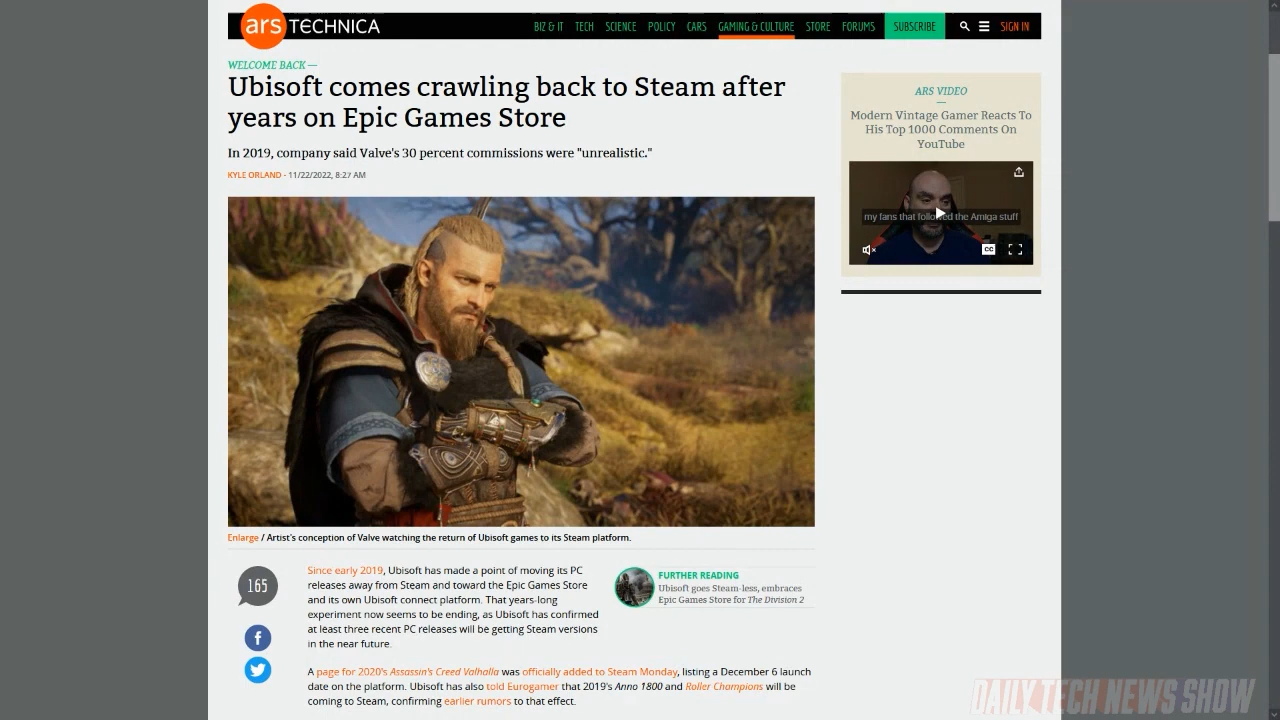 ars TECHNICA
BIZ & IT TECH SCIENCE POLICY CARS GAMING & CULTURE STORE FORUMS SUBSCRIBE SIGN IN
WELCOME BACK —
Ubisoft comes crawling back to Steam after
years on Epic Games Store
In 2019, company said Valve's 30 percent commissions were "unrealistic."
KYLE ORLAND - 11/22/2022, 8:27 AM
ARS VIDEO
Modern Vintage Gamer Reacts To
His Top 1000 Comments On
YouTube
my fans that followed the Amiga stuff
CC
Enlarge / Artist's conception of Valve watching the return of Ubisoft games to its Steam platform.
165
Since early 2019, Ubisoft has made a point of moving its PC
releases away from Steam and toward the Epic Games Store
and its own Ubisoft connect platform. That years-long
experiment now seems to be ending, as Ubisoft has confirmed
at least three recent PC releases will be getting Steam versions
in the near future.
FURTHER READING
Ubisoft goes Steam-less, embraces
Epic Games Store for The Division 2
A page for 2020's Assassin's Creed Valhalla was officially added to Steam Monday, listing a December 6 launch
date on the platform. Ubisoft has also told Eurogamer that 2019's Anno 1800 and Roller Champions will be
coming to Steam, confirming earlier rumors to that effect.
DAILY TECH NEWS SHOW